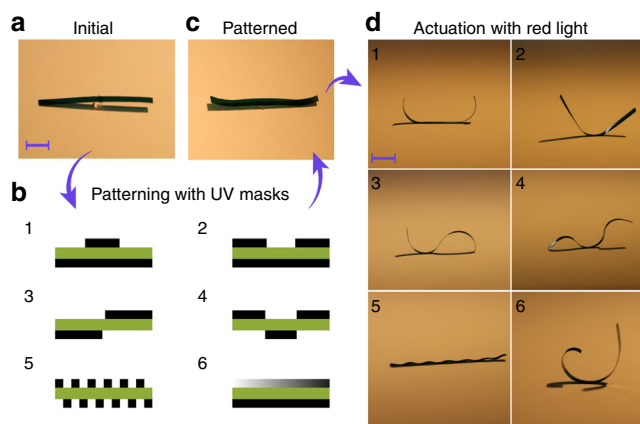 a
Initial
c
Patterned
d
Actuation with red light
1
2
b
Patterning with UV masks
1
2
3
4
3
4
5
6
5
6